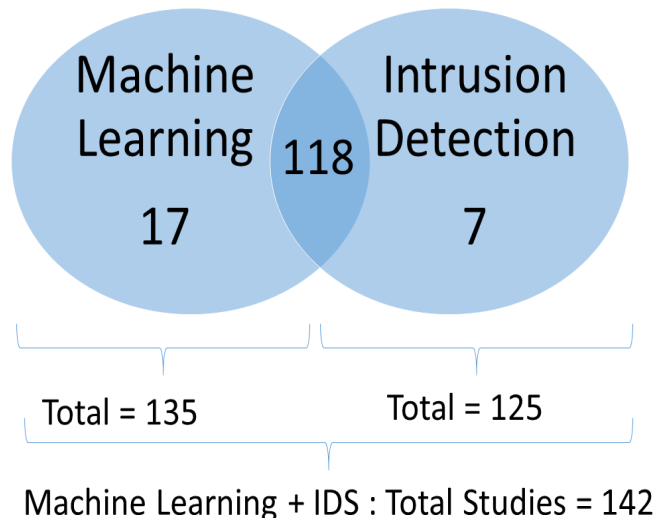 Machine
Learning
17
118
Intrusion
Detection
7
Total = 135
Total = 125
Machine Learning + IDS : Total Studies = 142